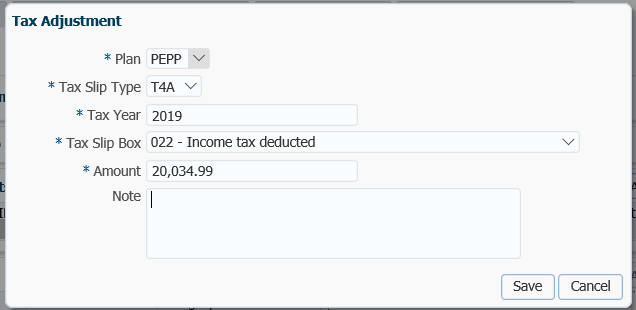 Tax Adjustment
* Plan PEPP
* Tax Slip Type T4A
* Tax Year 2019
* Tax Slip Box 022 - Income tax deducted
* Amount 20,034.99
Note
Save Cancel